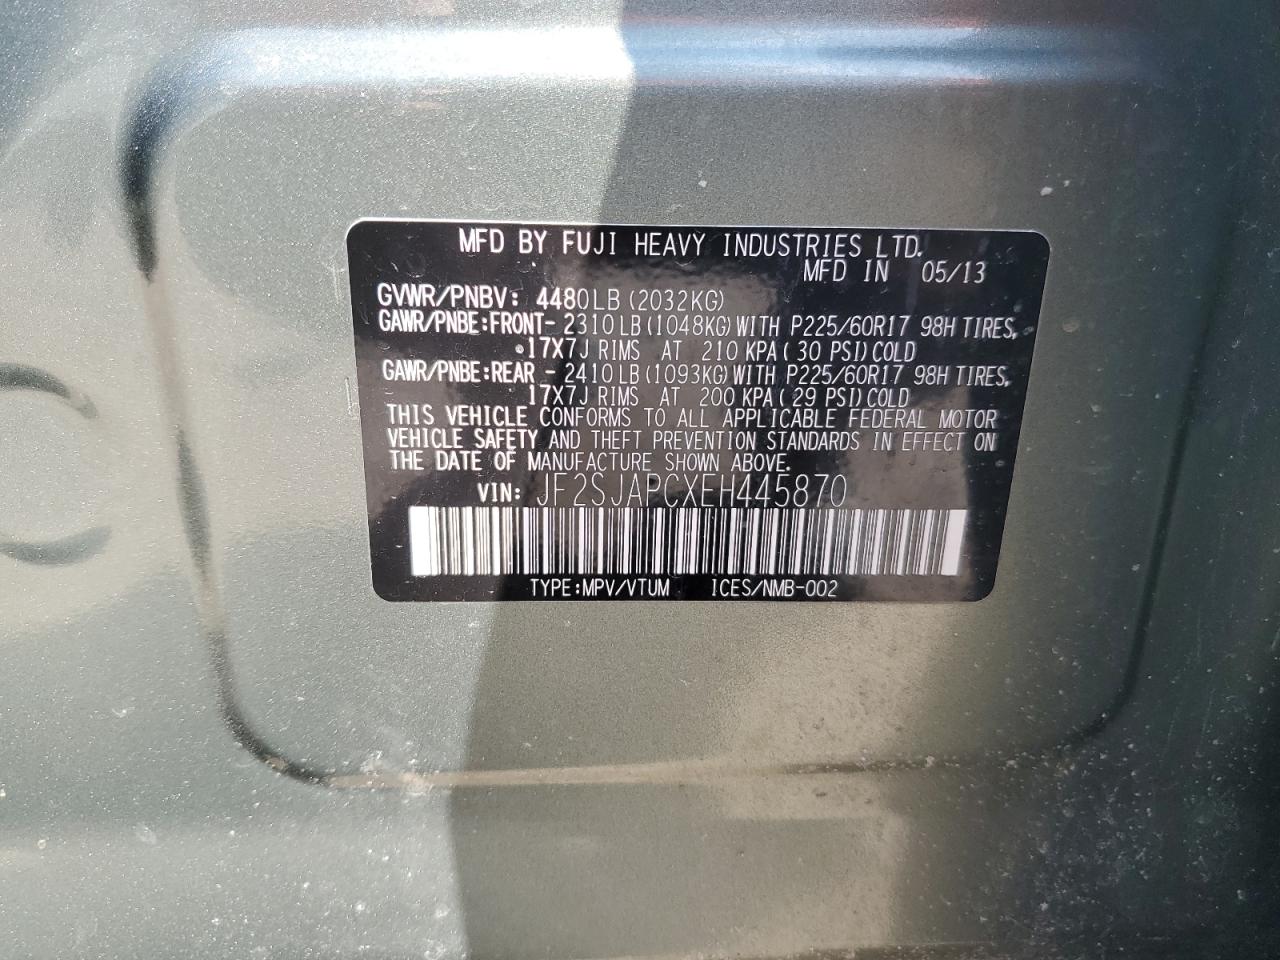 MFD BY FUJI HEAVY INDUSTRIES LTD.
MFD IN 05/13
GVWR/PNBV: 4480LB (2032KG)
GAWR/PNBE:FRONT- 2310LB (1048KG) WITH P225/60R17 98H TIRES,
17X7J RIMS AT 210 KPA (30 PSI) COLD
GAWR/PNBE:REAR - 2410LB (1093KG) WITH P225/60R17 98H TIRES,
17X7J RIMS AT 200 KPA (29 PSI) COLD
THIS VEHICLE CONFORMS TO ALL APPLICABLE FEDERAL MOTOR
VEHICLE SAFETY AND THEFT PREVENTION STANDARDS IN EFFECT ON
THE DATE OF MANUFACTURE SHOWN ABOVE.
VIN: JF2SJAPCXEH445870
TYPE:MPV/VTUM ICES/NMB-002